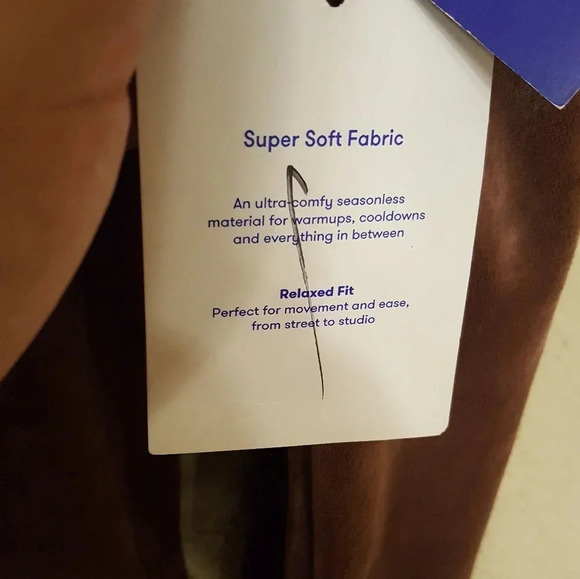 Super Soft Fabric
An ultra-comfy seasonless
material for warmups, cooldowns
and everything in between
Relaxed Fit
Perfect for movement and ease,
from street to studio